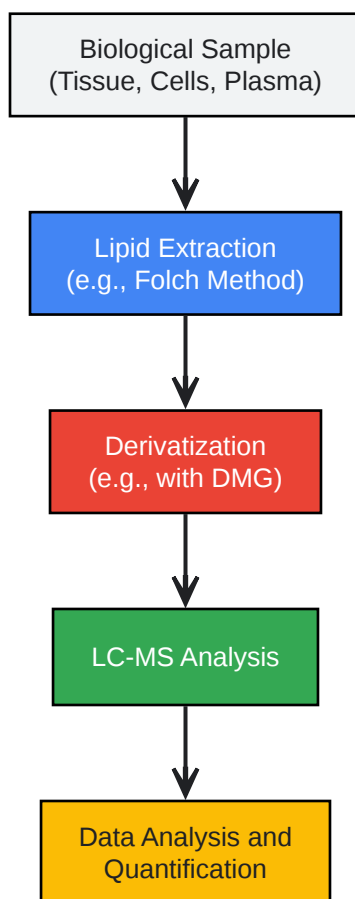 Biological Sample
(Tissue, Cells, Plasma)
Lipid Extraction
(e.g., Folch Method)
Derivatization
(e.g., with DMG)
LC-MS Analysis
Data Analysis and
Quantification